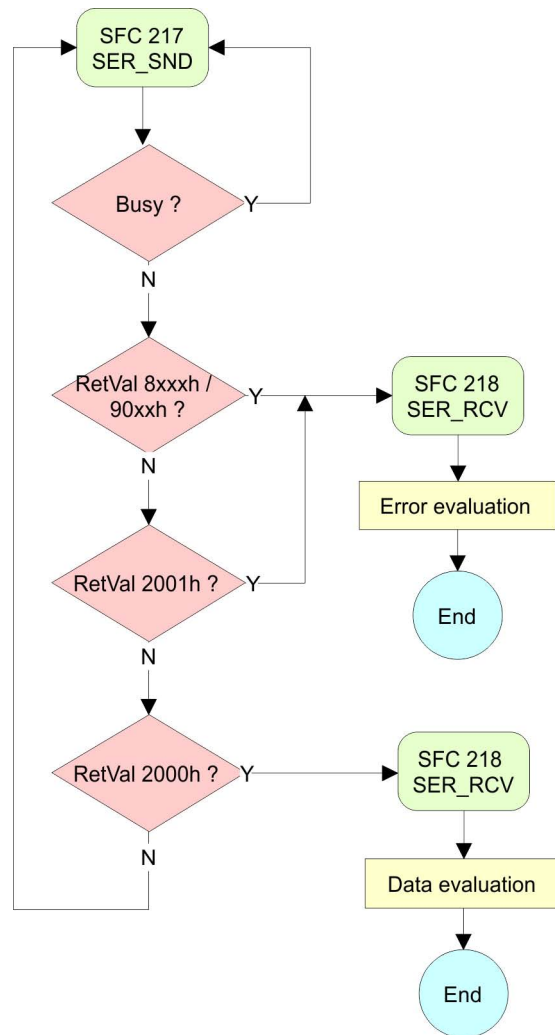 SFC 217
SER_SND
Busy ?
Y
N
RetVal 8xxxh /
90xxh ?
Y
SFC 218
SER_RCV
N
Error evaluation
RetVal 2001h ?
Y
End
N
RetVal 2000h ?
Y
SFC 218
SER_RCV
N
Data evaluation
End